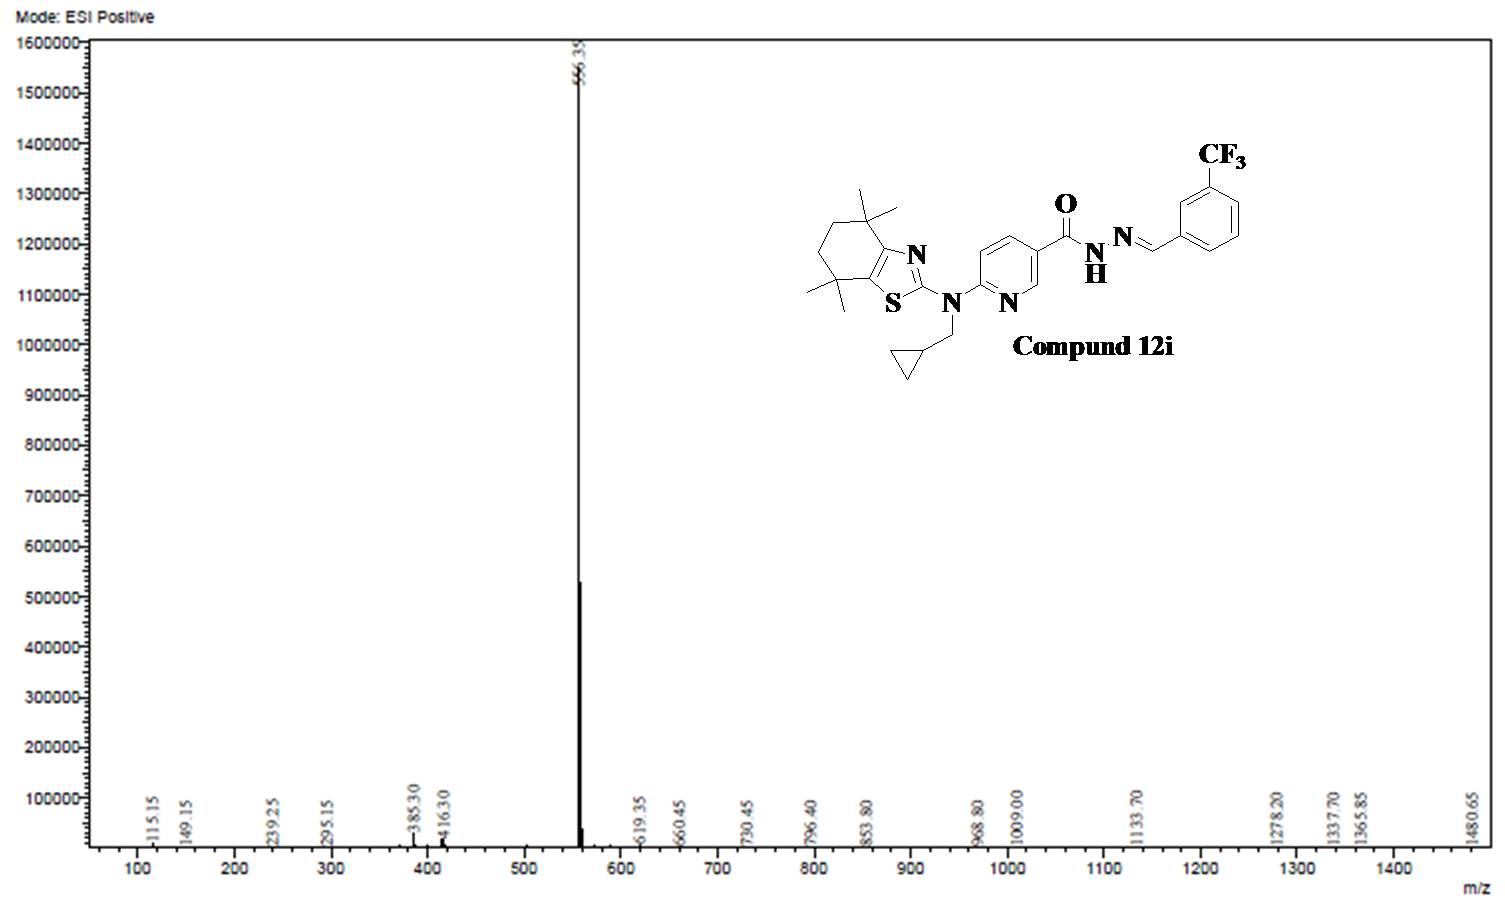 Mode: ESI Positive
1600000
1500000
1400000
1300000
1200000
1100000
1000000
900000
800000
700000
600000
500000
400000
300000
200000
100000
556.35
115.15
149.15
239.25
295.15
385.30
416.30
619.35
660.45
730.45
796.40
853.80
968.80
1009.00
1133.70
1278.20
1337.70
1365.85
1480.65
CF3
O
N
N
H
N
S
N
N
Compund 12i
100 200 300 400 500 600 700 800 900 1000 1100 1200 1300 1400
m/z